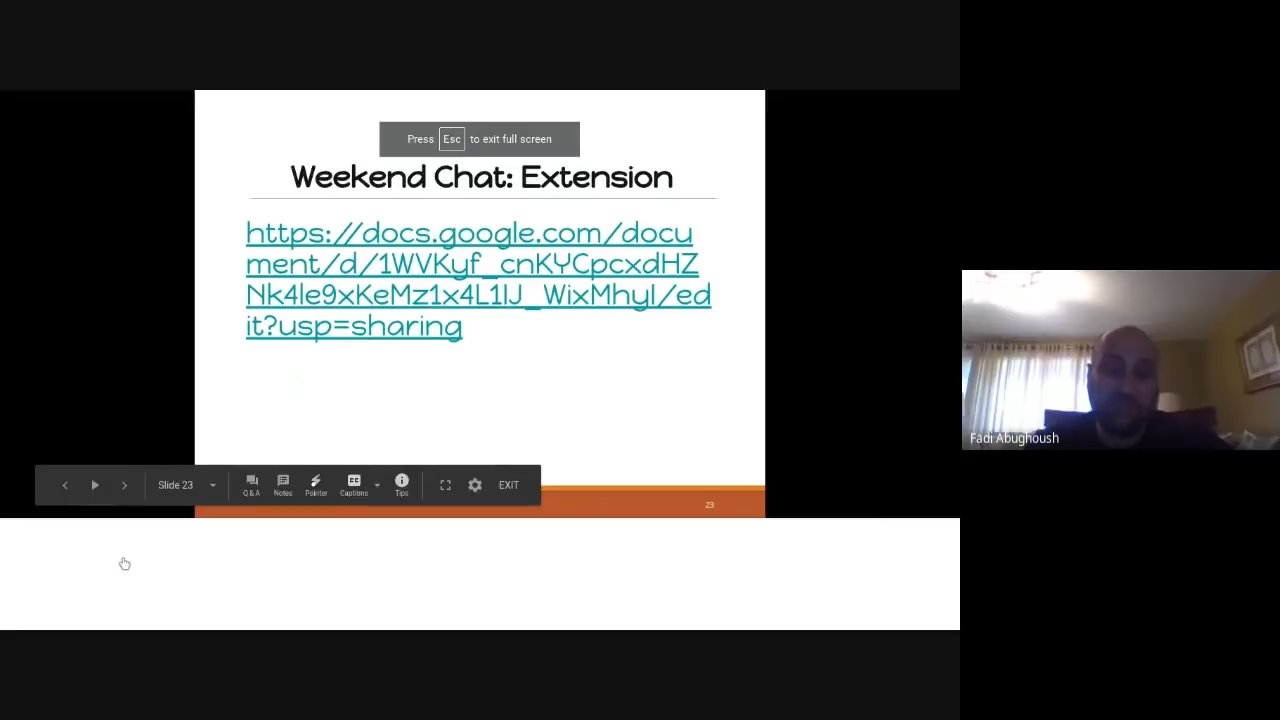 Press Esc to exit full screen
Weekend Chat: Extension
https://docs.google.com/docu
ment/d/1WVKyf_cnKYCpcxdHZ
Nk4le9xKeMz1x4L1lJ_WixMhyI/ed
it?usp=sharing
Slide 23
Q & A
Notes
Pointer
Captions
Tips
EXIT
23
Fadi Abughoush